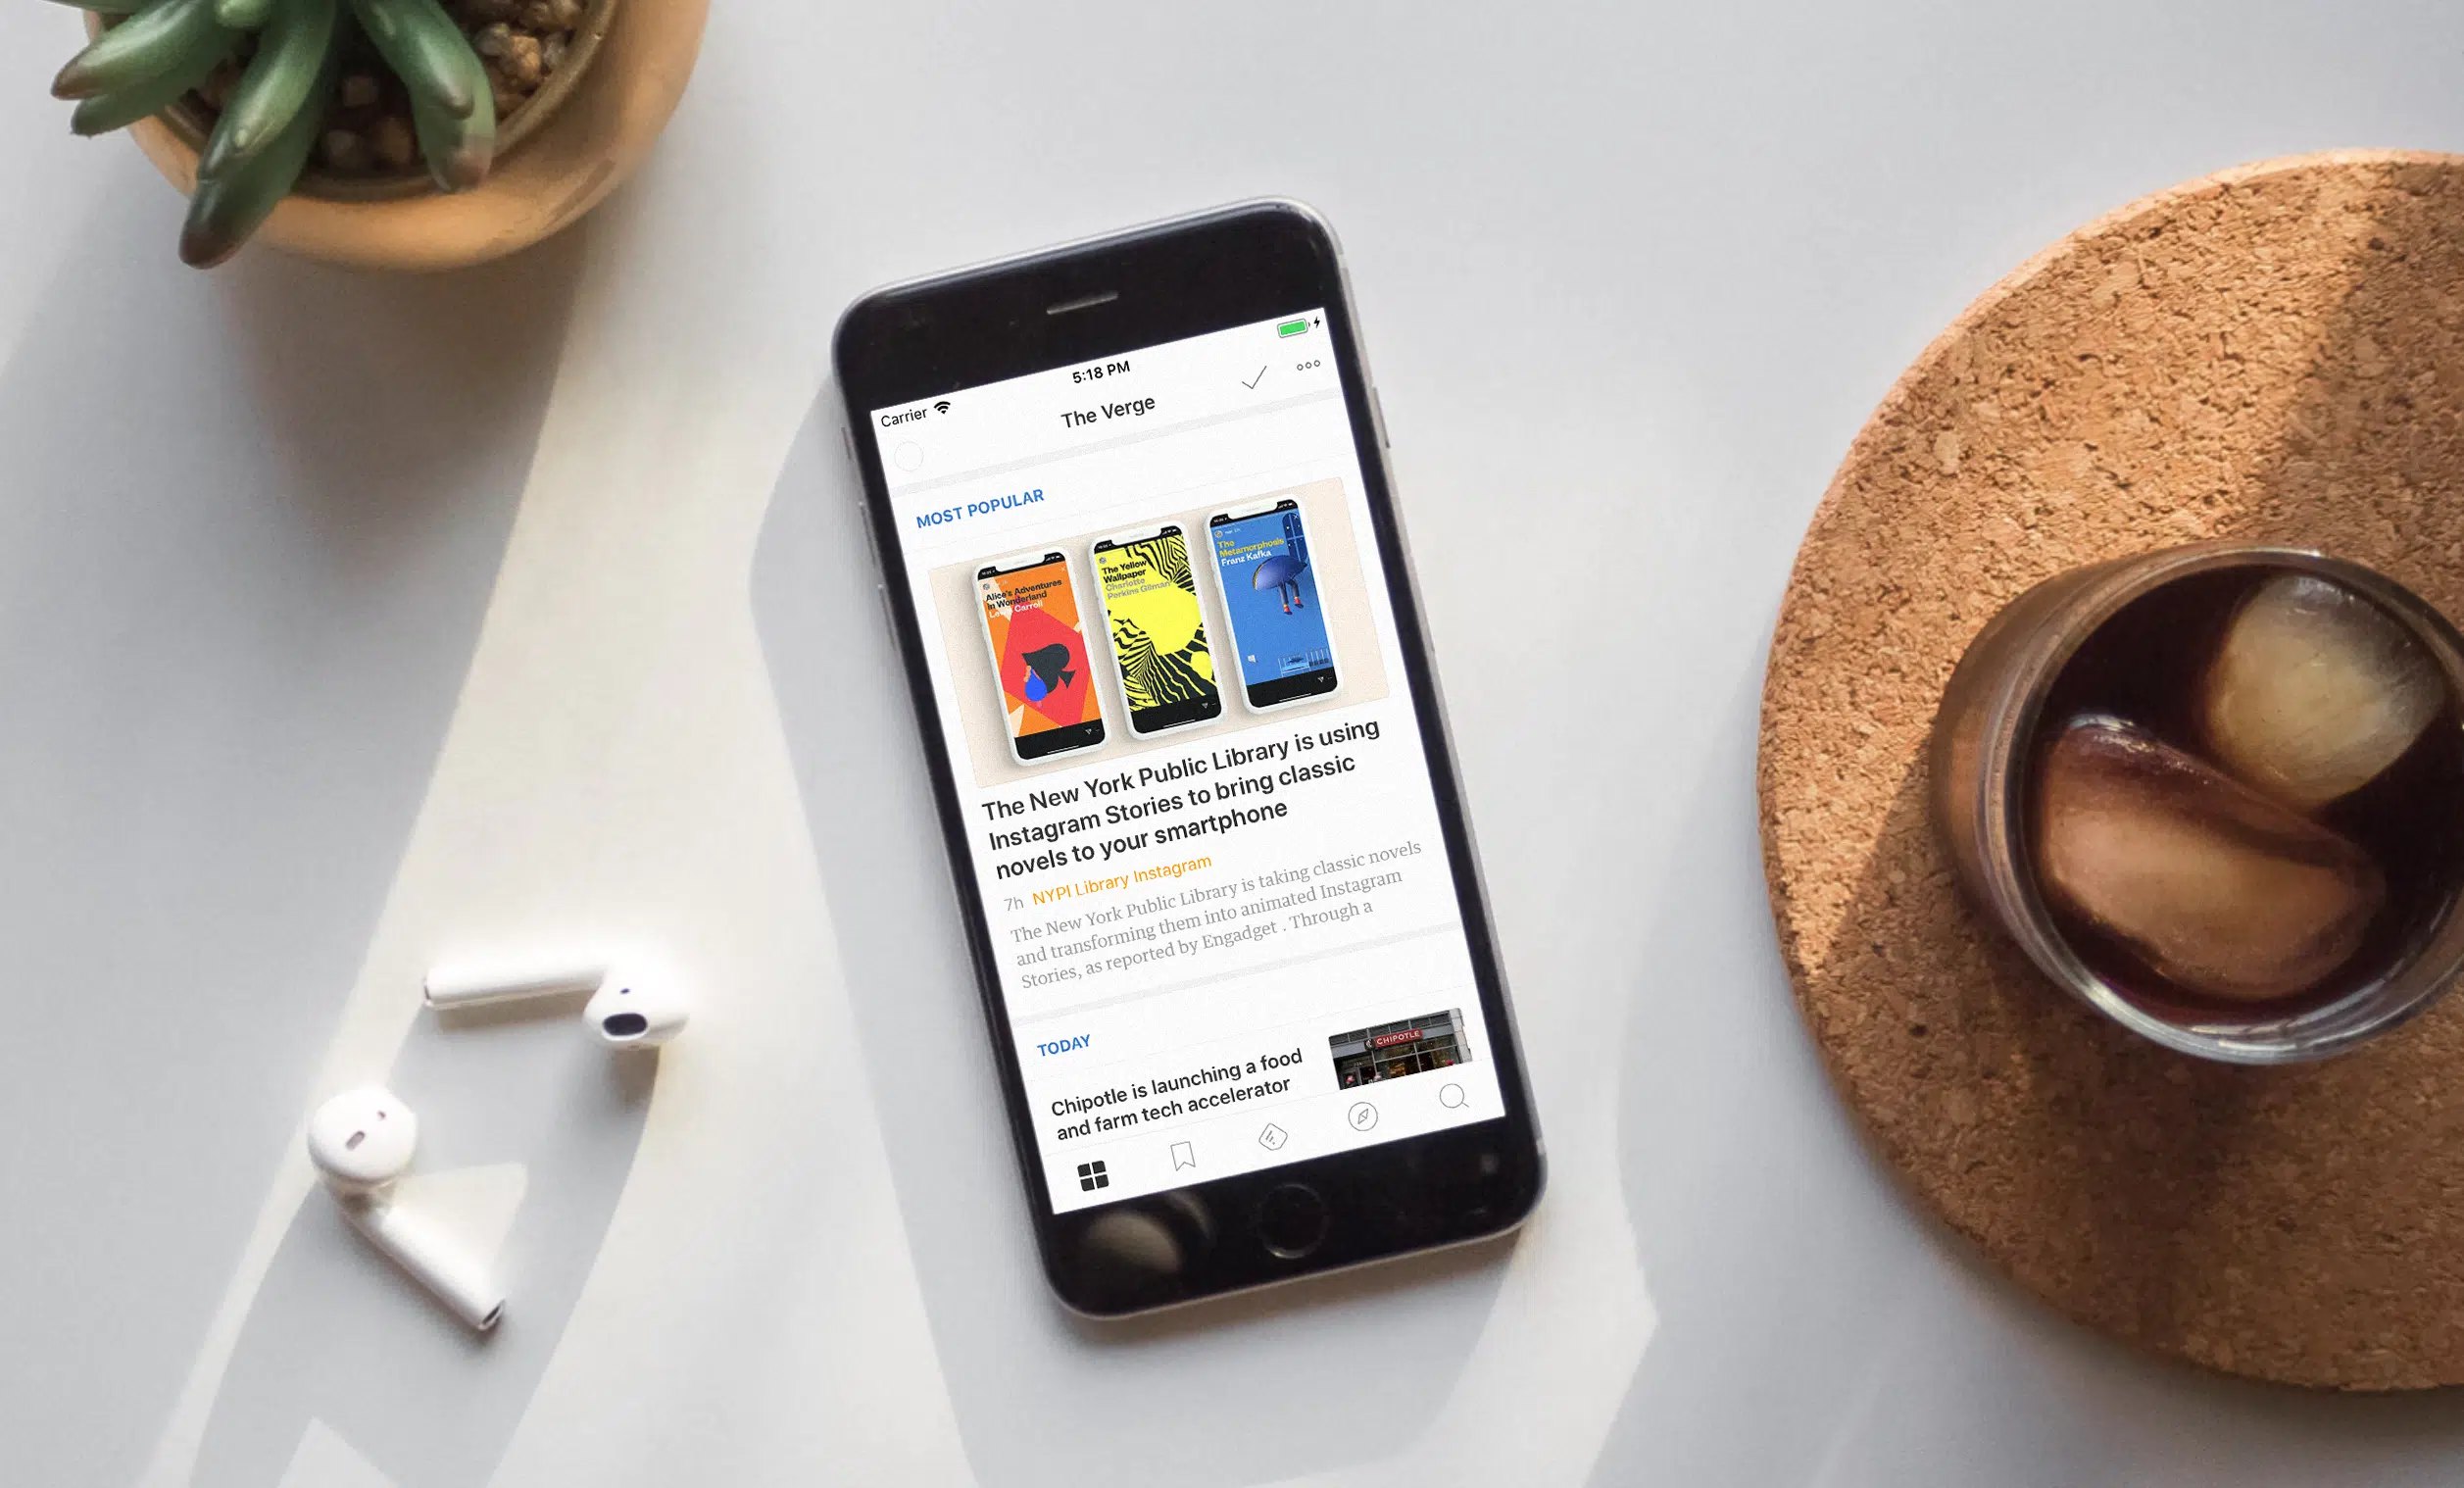 5:18 PM
Carrier
The Verge
MOST POPULAR
Alice's Adventures
in Wonderland
Lewis Carroll
The Yellow
Wallpaper
Charlotte
Perkins Gilman
The
Metamorphosis
Franz Kafka
The New York Public Library is using
Instagram Stories to bring classic
novels to your smartphone
7h NYPL Library Instagram
The New York Public Library is taking classic novels
and transforming them into animated Instagram
Stories, as reported by Engadget . Through a
TODAY
CHIPOTLE
Chipotle is launching a food
and farm tech accelerator